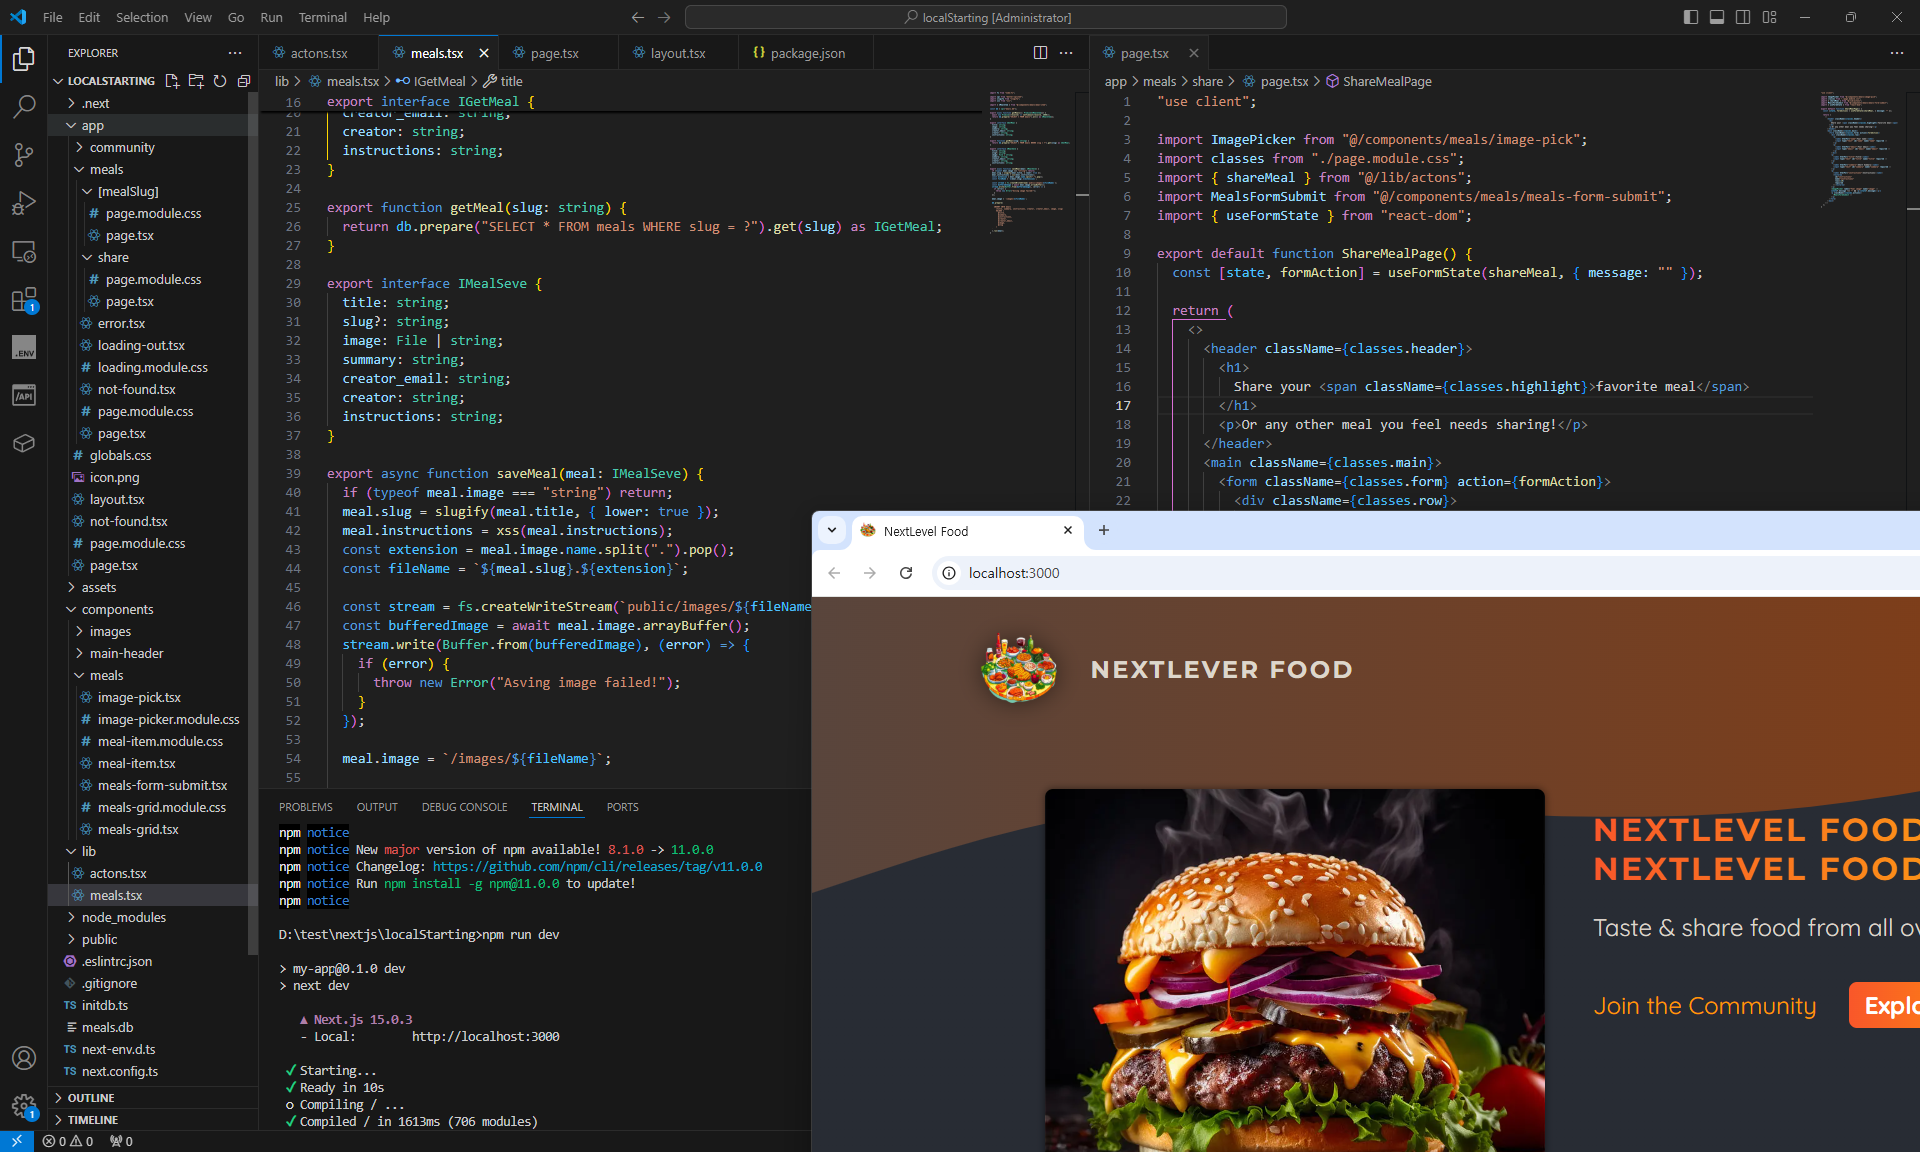 File Edit Selection View Go Run Terminal Help
localStarting [Administrator]
EXPLORER
LOCALSTARTING
.next
app
community
meals
[mealSlug]
# page.module.css
page.tsx
share
# page.module.css
page.tsx
error.tsx
loading-out.tsx
# loading.module.css
not-found.tsx
# page.module.css
page.tsx
# globals.css
icon.png
layout.tsx
not-found.tsx
# page.module.css
page.tsx
assets
components
images
main-header
meals
image-pick.tsx
# image-picker.module.css
# meal-item.module.css
meal-item.tsx
meals-form-submit.tsx
# meals-grid.module.css
meals-grid.tsx
lib
actons.tsx
meals.tsx
node_modules
public
.eslintrc.json
.gitignore
TS initdb.ts
meals.db
TS next-env.d.ts
TS next.config.ts
OUTLINE
TIMELINE
.ENV
/API
1
1
0 0 0
actons.tsx meals.tsx page.tsx layout.tsx {} package.json
lib > meals.tsx > IGetMeal > title
16 export interface IGetMeal {
20 creator_email: string;
21 creator: string;
22 instructions: string;
23 }
24
25 export function getMeal(slug: string) {
26 return db.prepare("SELECT * FROM meals WHERE slug = ?").get(slug) as IGetMeal;
27 }
28
29 export interface IMealSeve {
30 title: string;
31 slug?: string;
32 image: File | string;
33 summary: string;
34 creator_email: string;
35 creator: string;
36 instructions: string;
37 }
38
39 export async function saveMeal(meal: IMealSeve) {
40 if (typeof meal.image === "string") return;
41 meal.slug = slugify(meal.title, { lower: true });
42 meal.instructions = xss(meal.instructions);
43 const extension = meal.image.name.split(".").pop();
44 const fileName = `${meal.slug}.${extension}`;
45
46 const stream = fs.createWriteStream(`public/images/${fileName
47 const bufferedImage = await meal.image.arrayBuffer();
48 stream.write(Buffer.from(bufferedImage), (error) => {
49 if (error) {
50 throw new Error("Asving image failed!");
51 }
52 });
53
54 meal.image = `/images/${fileName}`;
55
PROBLEMS OUTPUT DEBUG CONSOLE TERMINAL PORTS
npm notice
npm notice New major version of npm available! 8.1.0 -> 11.0.0
npm notice Changelog: https://github.com/npm/cli/releases/tag/v11.0.0
npm notice Run npm install -g npm@11.0.0 to update!
npm notice
D:\test\nextjs\localStarting>npm run dev
> my-app@0.1.0 dev
> next dev
▲ Next.js 15.0.3
- Local: http://localhost:3000
✓ Starting...
✓ Ready in 10s
○ Compiling / ...
✓ Compiled / in 1613ms (706 modules)
page.tsx
app > meals > share > page.tsx > ShareMealPage
1 "use client";
2
3 import ImagePicker from "@/components/meals/image-pick";
4 import classes from "./page.module.css";
5 import { shareMeal } from "@/lib/actons";
6 import MealsFormSubmit from "@/components/meals/meals-form-submit";
7 import { useFormState } from "react-dom";
8
9 export default function ShareMealPage() {
10 const [state, formAction] = useFormState(shareMeal, { message: "" });
11
12 return (
13 <>
14 <header className={classes.header}>
15 <h1>
16 Share your <span className={classes.highlight}>favorite meal</span>
17 </h1>
18 <p>Or any other meal you feel needs sharing!</p>
19 </header>
20 <main className={classes.main}>
21 <form className={classes.form} action={formAction}>
22 <div className={classes.row}>
NextLevel Food
localhost:3000
NEXTLEVER FOOD
NEXTLEVEL FOOD
NEXTLEVEL FOOD
Taste & share food from all ov
Join the Community
Explo